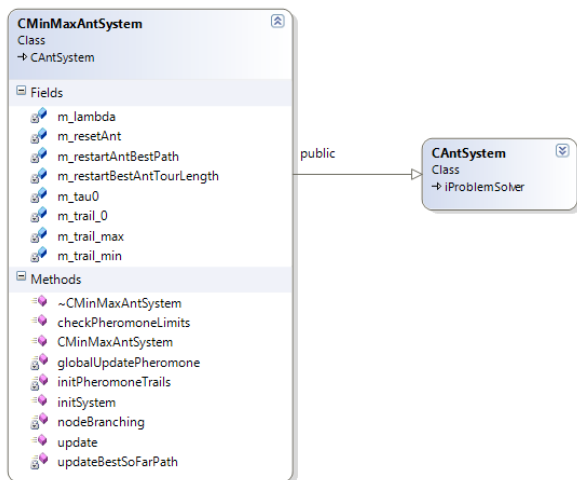 CMinMaxAntSystem
Class
CAntSystem
Fields
m_lambda
m_resetAnt
m_restartAntBestPath
m_restartBestAntTourLength
m_tau0
m_trail_0
m_trail_max
m_trail_min
Methods
~CMinMaxAntSystem
checkPheromoneLimits
CMinMaxAntSystem
globalUpdatePheromone
initPheromoneTrails
initSystem
nodeBranching
update
updateBestSoFarPath
public
CAntSystem
Class
iProblemSolver